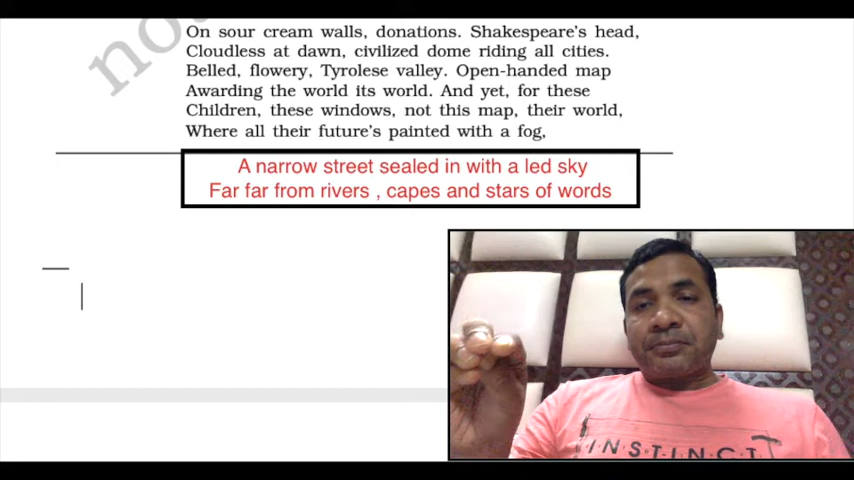 no
On sour cream walls, donations. Shakespeare's head,
Cloudless at dawn, civilized dome riding all cities.
Belled, flowery, Tyrolese valley. Open-handed map
Awarding the world its world. And yet, for these
Children, these windows, not this map, their world,
Where all their future's painted with a fog,
A narrow street sealed in with a led sky
Far far from rivers , capes and stars of words
I·N·S·T·I·N·C·T